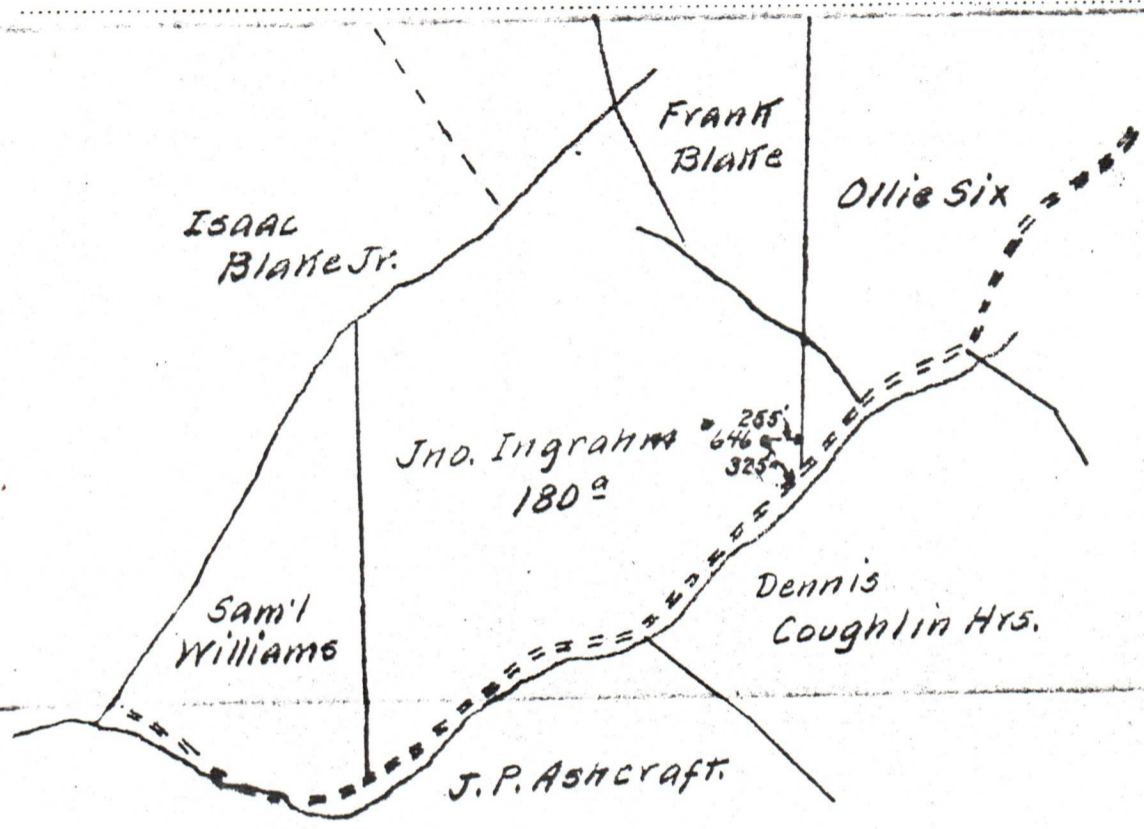 Frank
Blake
Ollie Six
Isaac
Blake Jr.
255'
646
325'
Jno. Ingraham
180ª
Sam'l
Williams
Dennis
Coughlin Hrs.
J. P. Ashcraft.